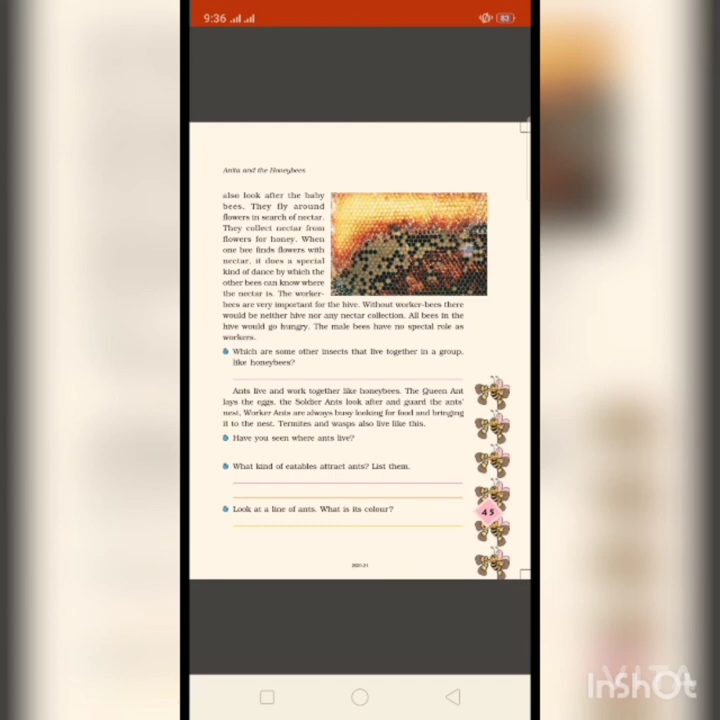 9:36
83
Anita and the Honeybees
also look after the baby
bees. They fly around
flowers in search of nectar.
They collect nectar from
flowers for honey. When
one bee finds flowers with
nectar, it does a special
kind of dance by which the
other bees can know where
the nectar is. The worker-
bees are very important for the hive. Without worker-bees there
would be neither hive nor any nectar collection. All bees in the
hive would go hungry. The male bees have no special role as
workers.
Which are some other insects that live together in a group,
like honeybees?
Ants live and work together like honeybees. The Queen Ant
lays the eggs, the Soldier Ants look after and guard the ants'
nest, Worker Ants are always busy looking for food and bringing
it to the nest. Termites and wasps also live like this.
Have you seen where ants live?
What kind of eatables attract ants? List them.
Look at a line of ants. What is its colour?
45
2020-21
InShOt